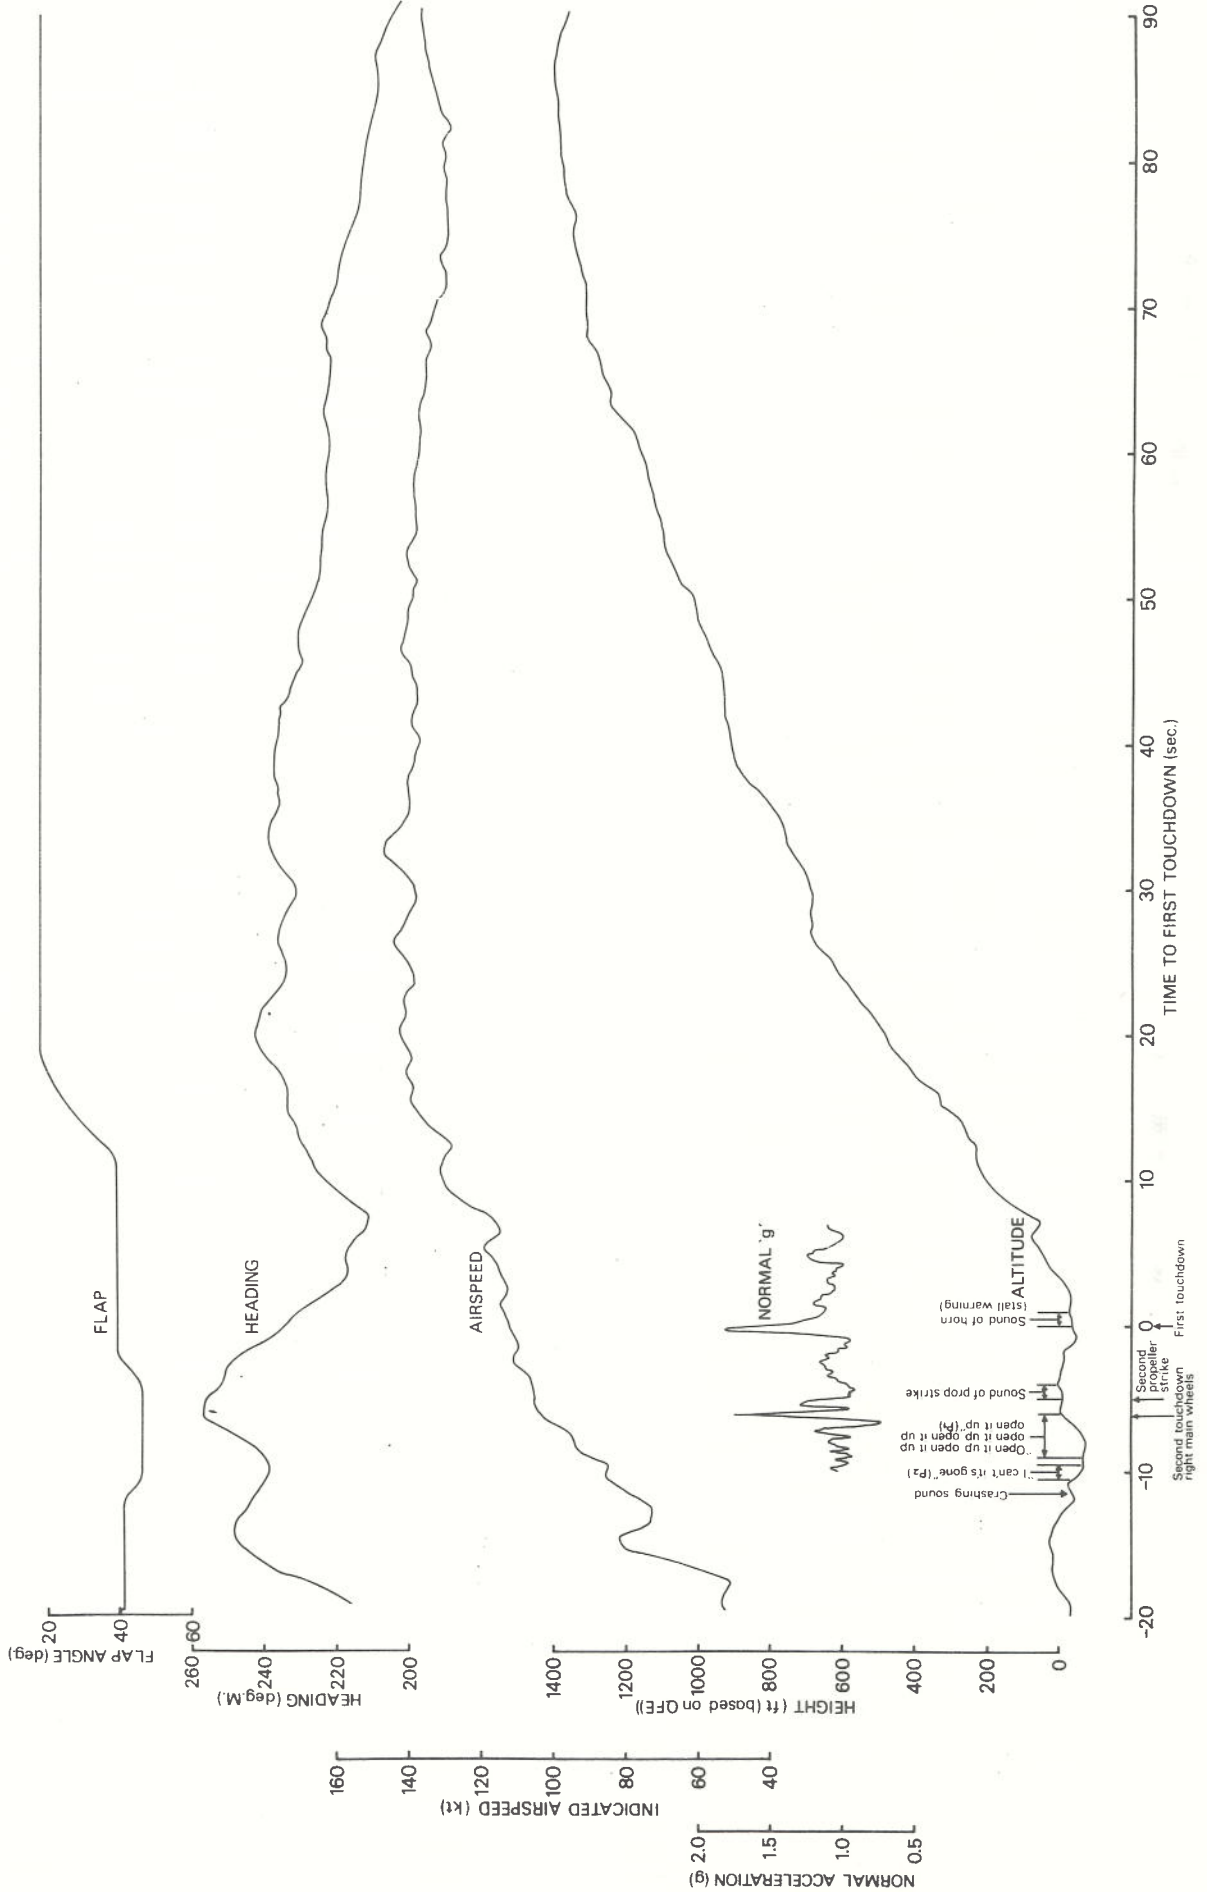 FLAP ANGLE (deg.)
20
40
60
HEADING (deg.M.)
260
240
220
200
HEIGHT (ft (based on QFE))
1400
1200
1000
800
600
400
200
0
INDICATED AIRSPEED (kt)
160
140
120
100
80
40
NORMAL ACCELERATION (g)
2.0
1.5
1.0
0.5
FLAP
HEADING
AIRSPEED
NORMAL 'g'
ALTITUDE
Crashing sound
"I can't it's gone" (P2)
"Open it up open it up
open it up open it up
open it up" (P1)
Sound of prop strike
Sound of horn
(stall warning)
Second touchdown
right main wheels
Second
propeller
strike
First touchdown
-20
-10
0
10
20
30
40
50
60
70
80
90
TIME TO FIRST TOUCHDOWN (sec.)